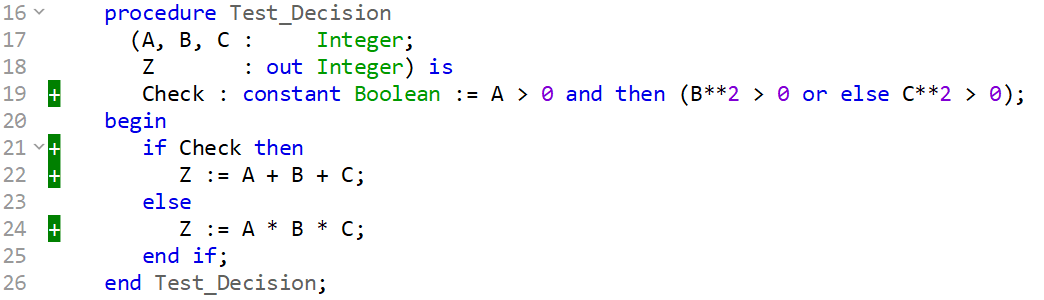 16 procedure Test_Decision
17 (A, B, C : Integer;
18 Z : out Integer) is
19 + Check : constant Boolean := A > 0 and then (B**2 > 0 or else C**2 > 0);
20 begin
21 + if Check then
22 + Z := A + B + C;
23 else
24 + Z := A * B * C;
25 end if;
26 end Test_Decision;